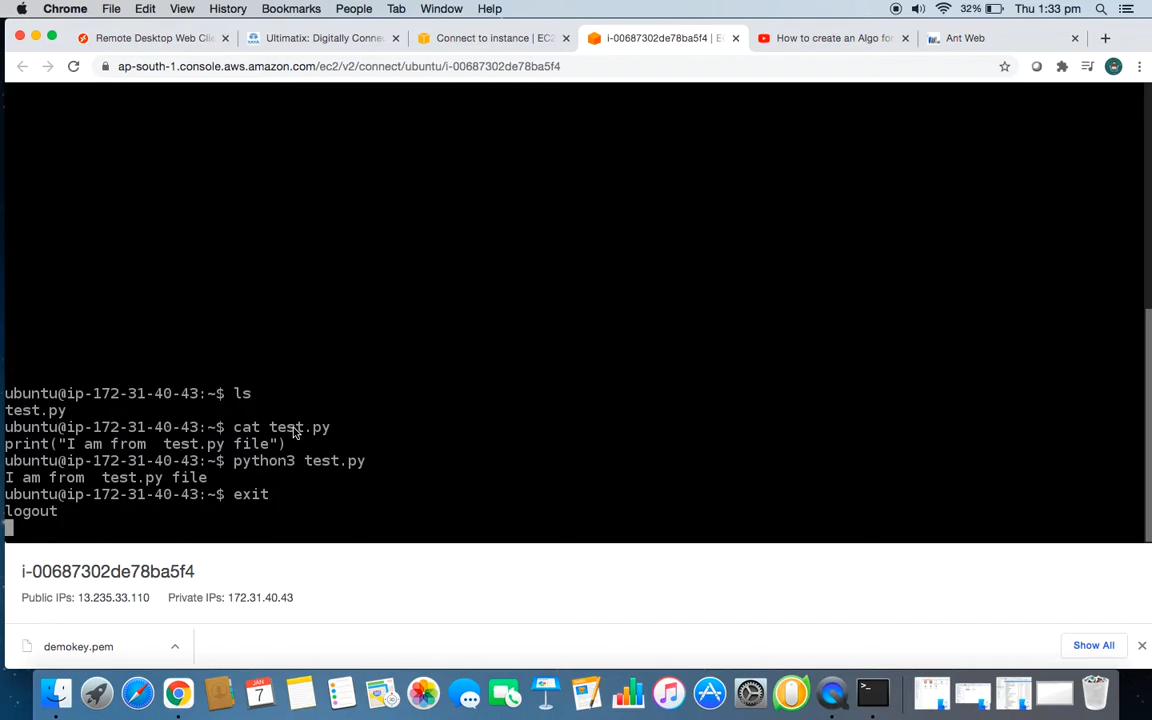 Chrome File Edit View History Bookmarks People Tab Window Help 32% Thu 1:33 pm
Remote Desktop Web Clie Ultimatix: Digitally Connec Connect to instance | EC2 i-00687302de78ba5f4 | EC How to create an Algo for Ant Web
ap-south-1.console.aws.amazon.com/ec2/v2/connect/ubuntu/i-00687302de78ba5f4
ubuntu@ip-172-31-40-43:~$ ls
test.py
ubuntu@ip-172-31-40-43:~$ cat test.py
print("I am from  test.py file")
ubuntu@ip-172-31-40-43:~$ python3 test.py
I am from  test.py file
ubuntu@ip-172-31-40-43:~$ exit
logout
i-00687302de78ba5f4
Public IPs: 13.235.33.110 Private IPs: 172.31.40.43
demokey.pem Show All
JAN
7
>_